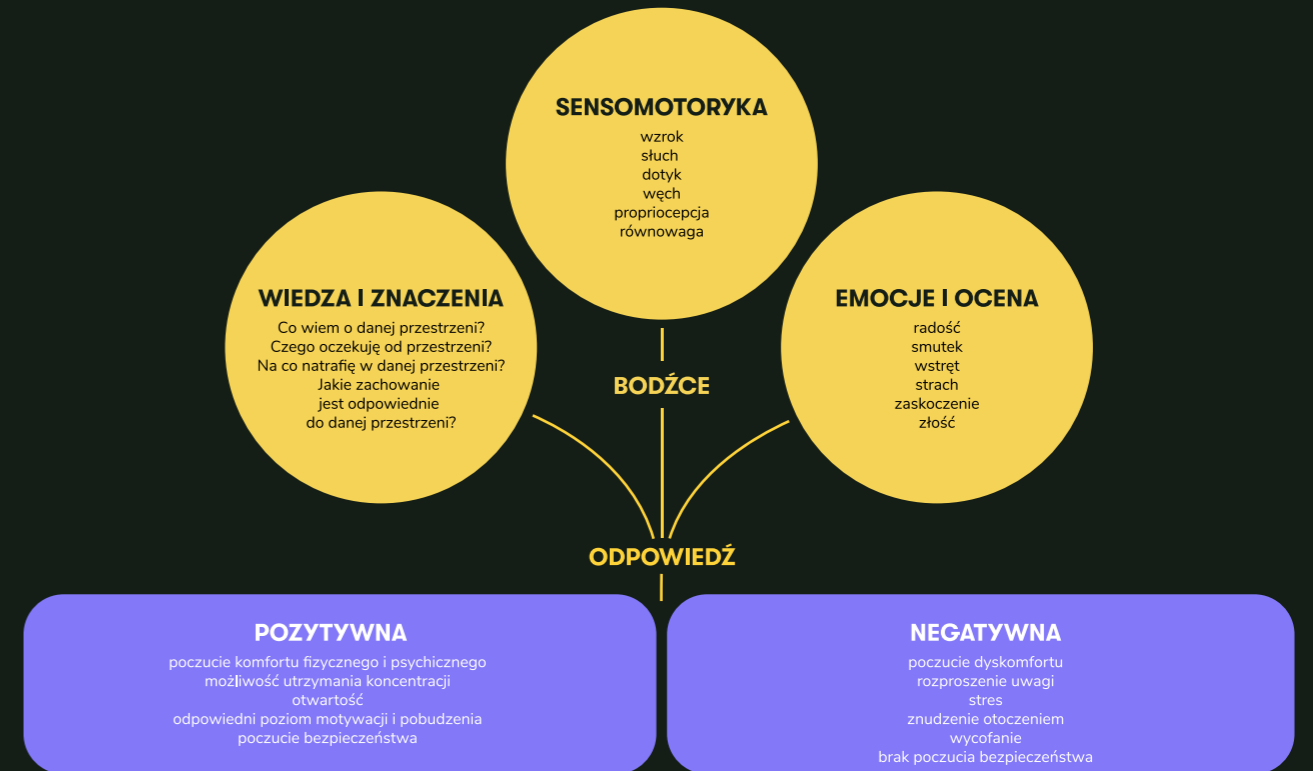 SENSOMOTORYKA
wzrok
słuch
dotyk
węch
propriocepcja
równowaga
WIEDZA I ZNACZENIA
Co wiem o danej przestrzeni?
Czego oczekuję od przestrzeni?
Na co natrafię w danej przestrzeni?
Jakie zachowanie
jest odpowiednie
do danej przestrzeni?
EMOCJE I OCENA
radość
smutek
wstręt
strach
zaskoczenie
złość
BODŹCE
ODPOWIEDŹ
POZYTYWNA
poczucie komfortu fizycznego i psychicznego
możliwość utrzymania koncentracji
otwartość
odpowiedni poziom motywacji i pobudzenia
poczucie bezpieczeństwa
NEGATYWNA
poczucie dyskomfortu
rozproszenie uwagi
stres
znudzenie otoczeniem
wycofanie
brak poczucia bezpieczeństwa